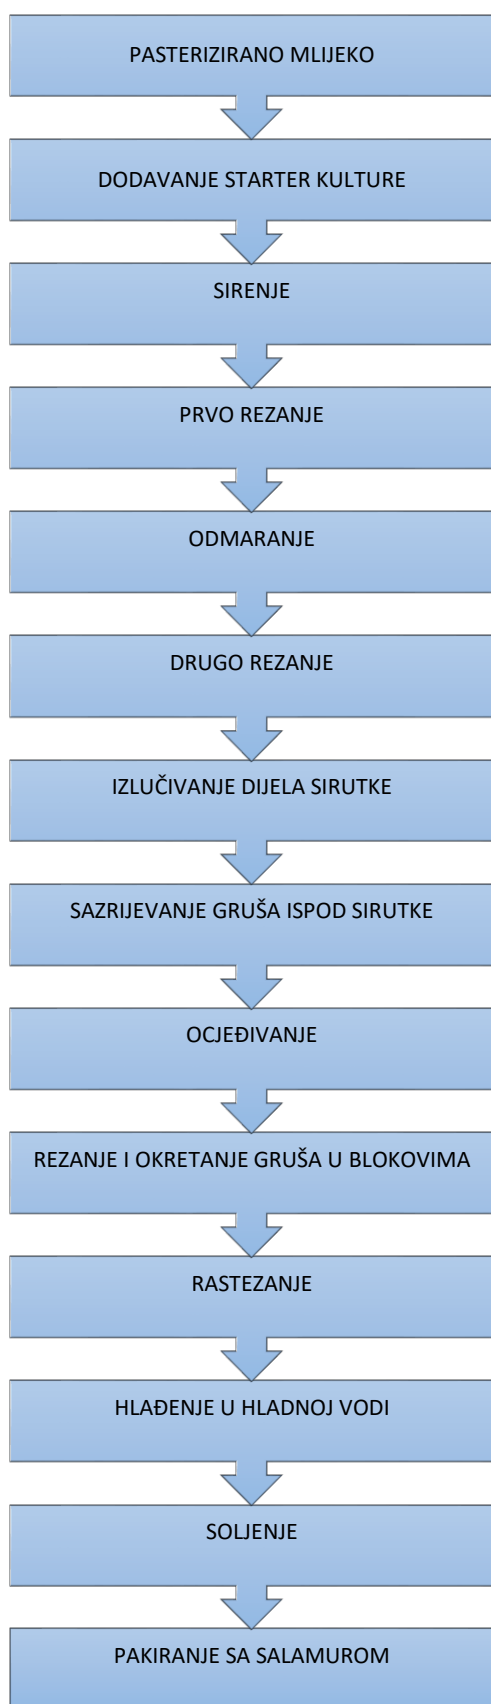 PASTERIZIRANO MLIJEKO
DODAVANJE STARTER KULTURE
SIRENJE
PRVO REZANJE
ODMARANJE
DRUGO REZANJE
IZLUČIVANJE DIJELA SIRUTKE
SAZRIJEVANJE GRUŠA ISPOD SIRUTKE
OCJEĐIVANJE
REZANJE I OKRETANJE GRUŠA U BLOKOVIMA
RASTEZANJE
HLAĐENJE U HLADNOJ VODI
SOLJENJE
PAKIRANJE SA SALAMUROM